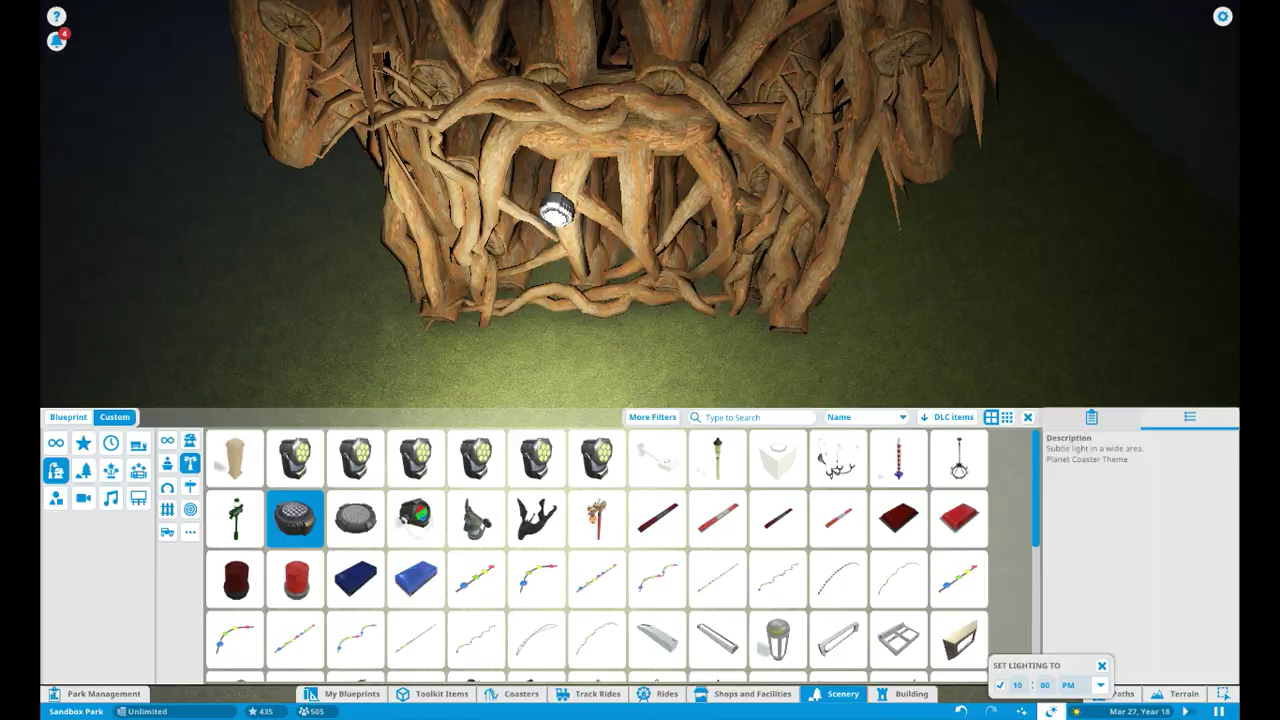 ?
4
Blueprint Custom More Filters Type to Search Name DLC items
Description
Subtle light in a wide area.
Planet Coaster Theme
SET LIGHTING TO
10 : 00 PM
Park Management My Blueprints Toolkit Items Coasters Track Rides Rides Shops and Facilities Scenery Building Paths Terrain
Sandbox Park Unlimited 435 505 Mar 27, Year 18